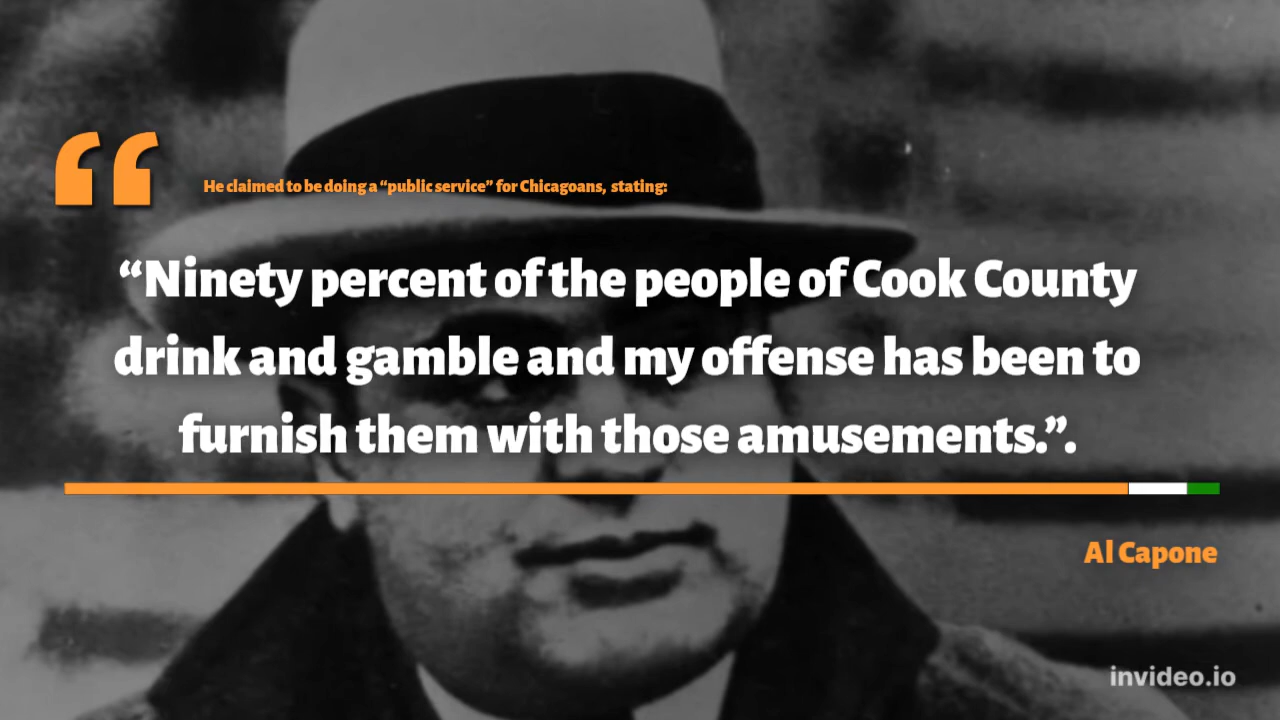 He claimed to be doing a “public service” for Chicagoans, stating:
“Ninety percent of the people of Cook County
drink and gamble and my offense has been to
furnish them with those amusements.”.
Al Capone
invideo.io